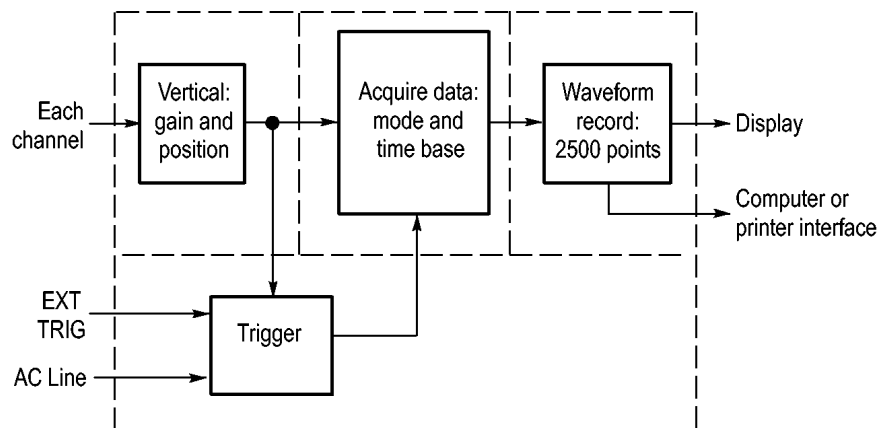 Each
channel
Vertical:
gain and
position
Acquire data:
mode and
time base
Waveform
record:
2500 points
Display
Computer or
printer interface
EXT
TRIG
Trigger
AC Line